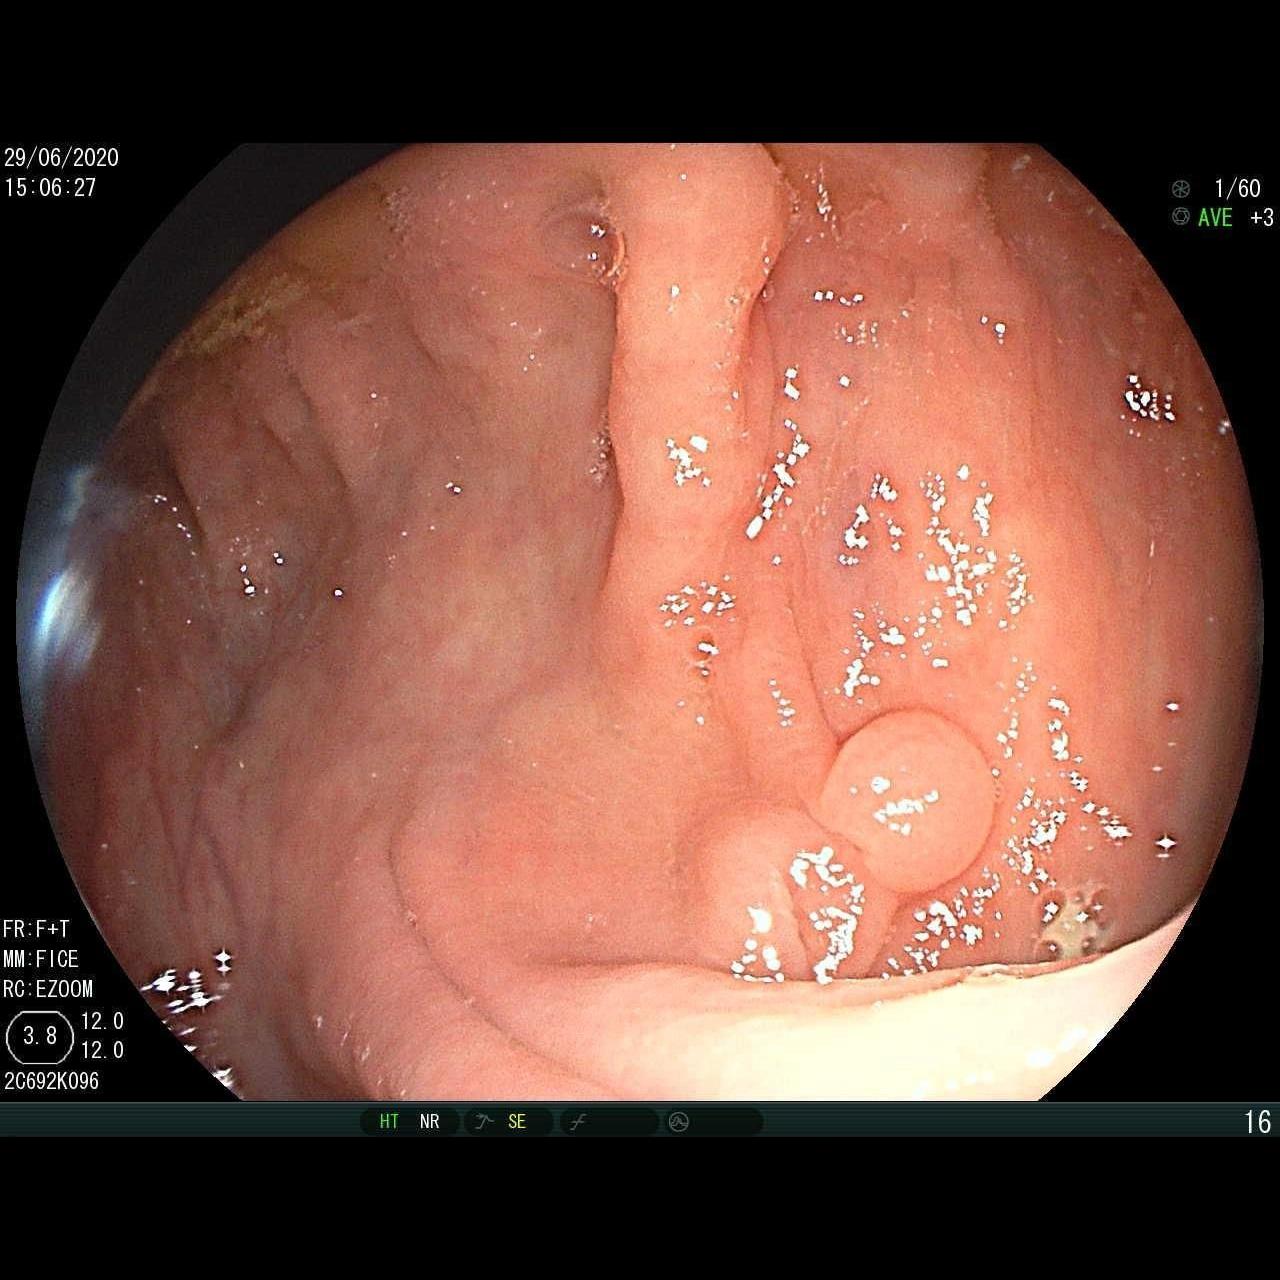 29/06/2020
15:06:27
1/60
AVE +3
FR:F+T
MM:FICE
RC:EZOOM
3.8 12.0
12.0
2C692K096
HT NR SE
16